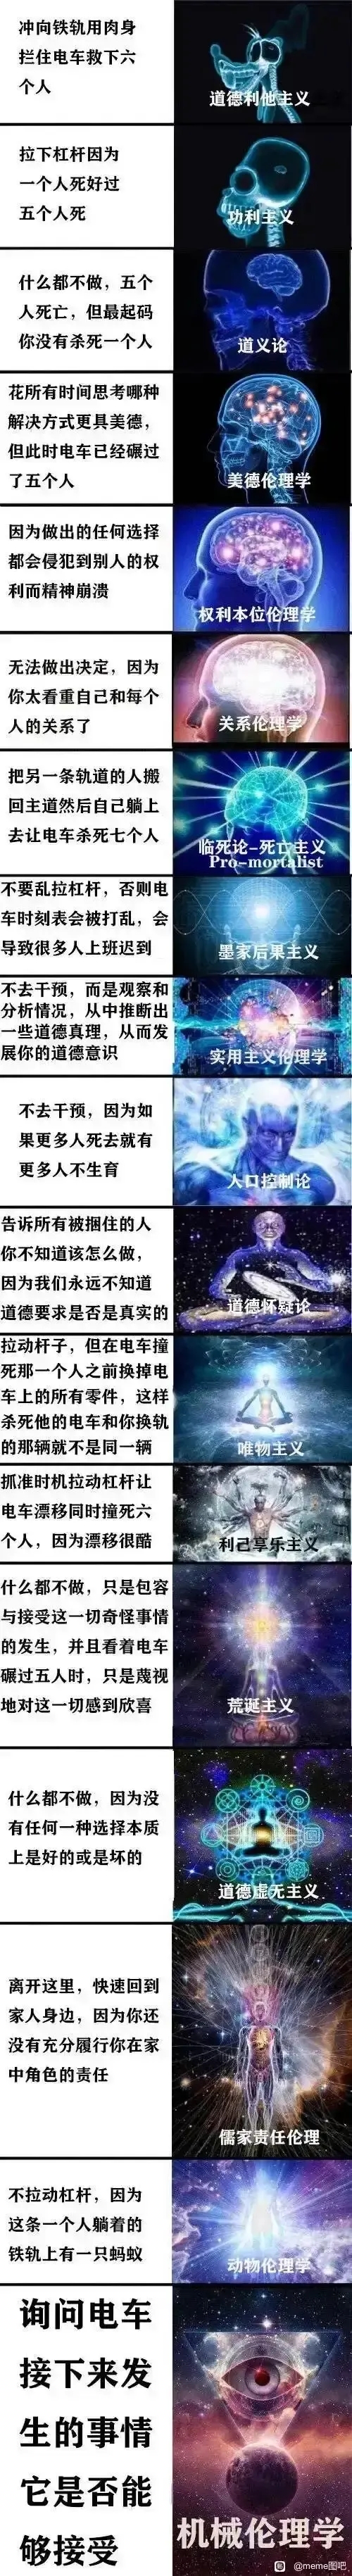 冲向铁轨用肉身
拦住电车救下六
个人
道德利他主义
拉下杠杆因为
一个人死好过
五个人死
功利主义
什么都不做，五个
人死亡，但最起码
你没有杀死一个人
道义论
花所有时间思考哪种
解决方式更具美德，
但此时电车已经碾过
了五个人
美德伦理学
因为做出的任何选择
都会侵犯到别人的权
利而精神崩溃
权利本位伦理学
无法做出决定，因为
你太看重自己和每个
人的关系了
关系伦理学
把另一条轨道的人搬
回主道然后自己躺上
去让电车杀死七个人
临死论-死亡主义
Pro-mortalist
不要乱拉杠杆，否则电
车时刻表会被打乱，会
导致很多人上班迟到
墨家后果主义
不去干预，而是观察和
分析情况，从中推断出
一些道德真理，从而发
展你的道德意识
实用主义伦理学
不去干预，因为如
果更多人死去就有
更多人不生育
人口控制论
告诉所有被捆住的人
你不知道该怎么做，
因为我们永远不知道
道德要求是否是真实的
道德怀疑论
拉动杆子，但在电车撞
死那一个人之前换掉电
车上的所有零件，这样
杀死他的电车和你换轨
的那辆就不是同一辆
唯物主义
抓准时机拉动杠杆让
电车漂移同时撞死六
个人，因为漂移很酷
利己享乐主义
什么都不做，只是包容
与接受这一切奇怪事情
的发生，并且看着电车
碾过五人时，只是蔑视
地对这一切感到欣喜
荒诞主义
什么都不做，因为没
有任何一种选择本质
上是好的或是坏的
道德虚无主义
离开这里，快速回到
家人身边，因为你还
没有充分履行你在家
中角色的责任
儒家责任伦理
不拉动杠杆，因为
这条一个人躺着的
铁轨上有一只蚂蚁
动物伦理学
询问电车
接下来发
生的事情
它是否能
够接受
机械伦理学
@meme图吧